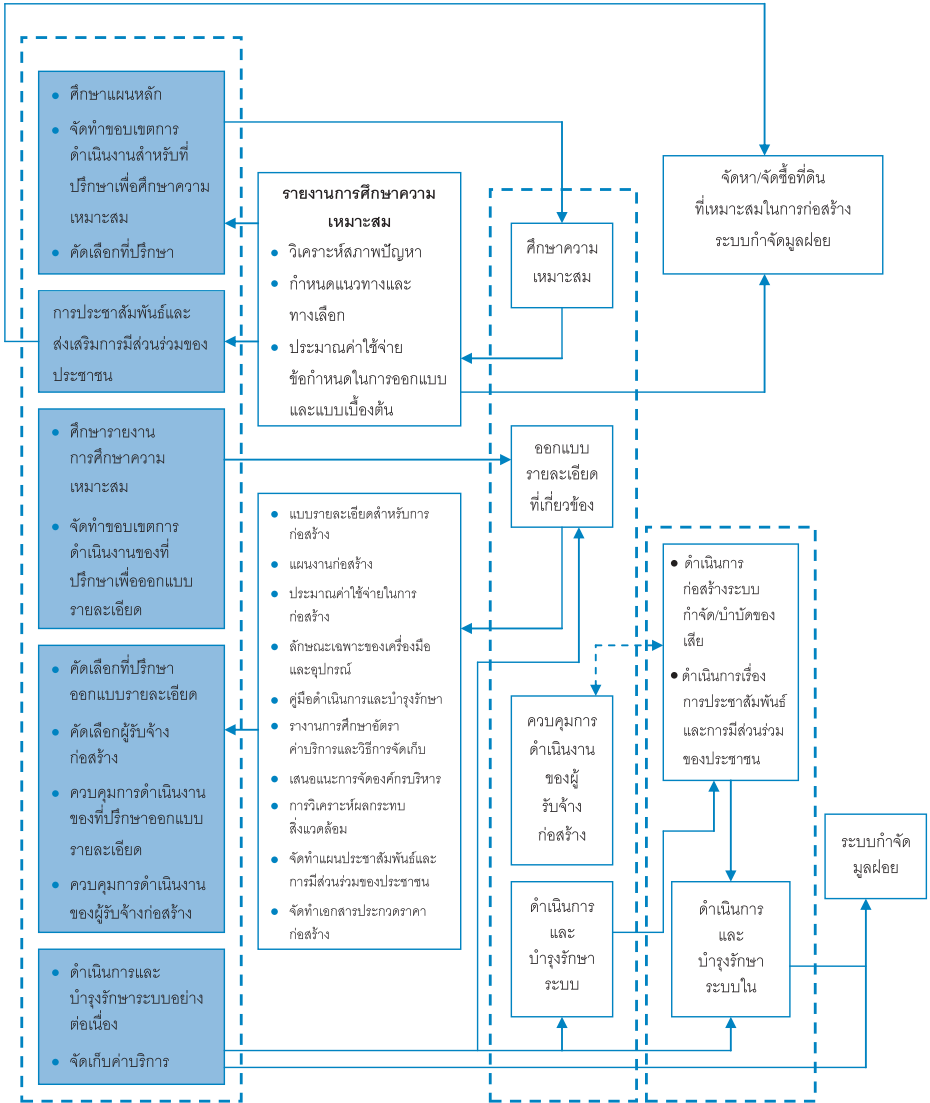 ● ศึกษาแผนหลัก
● จัดทำขอบเขตการ
ดำเนินงานสำหรับที่
ปรึกษาเพื่อศึกษาความ
เหมาะสม
● คัดเลือกที่ปรึกษา
การประชาสัมพันธ์และ
ส่งเสริมการมีส่วนร่วมของ
ประชาชน
● ศึกษารายงาน
การศึกษาความ
เหมาะสม
● จัดทำขอบเขตการ
ดำเนินงานของที่
ปรึกษาเพื่อออกแบบ
รายละเอียด
● คัดเลือกที่ปรึกษา
ออกแบบรายละเอียด
● คัดเลือกผู้รับจ้าง
ก่อสร้าง
● ควบคุมการดำเนินงาน
ของที่ปรึกษาออกแบบ
รายละเอียด
● ควบคุมการดำเนินงาน
ของผู้รับจ้างก่อสร้าง
● ดำเนินการและ
บำรุงรักษาระบบอย่าง
ต่อเนื่อง
● จัดเก็บค่าบริการ
รายงานการศึกษาความ
เหมาะสม
● วิเคราะห์สภาพปัญหา
● กำหนดแนวทางและ
ทางเลือก
● ประมาณค่าใช้จ่าย
ข้อกำหนดในการออกแบบ
และแบบเบื้องต้น
● แบบรายละเอียดสำหรับการ
ก่อสร้าง
● แผนงานก่อสร้าง
● ประมาณค่าใช้จ่ายในการ
ก่อสร้าง
● ลักษณะเฉพาะของเครื่องมือ
และอุปกรณ์
● คู่มือดำเนินการและบำรุงรักษา
● รางานการศึกษาอัตรา
ค่าบริการและวิธีการจัดเก็บ
● เสนอแนะการจัดองค์กรบริหาร
● การวิเคราะห์ผลกระทบ
สิ่งแวดล้อม
● จัดทำแผนประชาสัมพันธ์และ
การมีส่วนร่วมของประชาชน
● จัดทำเอกสารประกวดราคา
ก่อสร้าง
ศึกษาความ
เหมาะสม
ออกแบบ
รายละเอียด
ที่เกี่ยวข้อง
ควบคุมการ
ดำเนินงาน
ของผู้
รับจ้าง
ก่อสร้าง
ดำเนินการ
และ
บำรุงรักษา
ระบบ
จัดหา/จัดซื้อที่ดิน
ที่เหมาะสมในการก่อสร้าง
ระบบกำจัดมูลฝอย
● ดำเนินการ
ก่อสร้างระบบ
กำจัด/บำบัดของ
เสีย
● ดำเนินการเรื่อง
การประชาสัมพันธ์
และการมีส่วนร่วม
ของประชาชน
ดำเนินการ
และ
บำรุงรักษา
ระบบใน
ระบบกำจัด
มูลฝอย